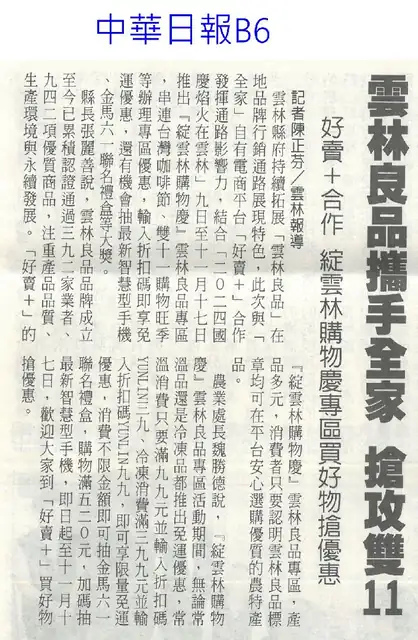 中華日報B6
雲林良品攜手全家 搶攻雙11
好賣+合作 綻雲林購物慶專區買好物搶優惠
記者陳正芬／雲林報導
雲林縣府持續拓展「雲林良品」在
地品牌行銷通路展現特色，此次與「
全家」自有電商平台「好賣+」合作
發揮通路影響力，結合「二０二四國
慶焰火在雲林」九日至十一月十七日
推出『綻雲林購物慶』雲林良品專區
，串連台灣咖啡節、雙十一購物旺季
等辦理專區優惠，輸入折扣碼即享免
運優惠，還有機會抽最新智慧型手機
、金馬六一聯名禮盒等大獎。
縣長張麗善說，雲林良品品牌成立
至今已累積認證通過三九二家業者、
九四二項優質商品，注重產品品質、
生產環境與永續發展。「好賣+」的
『綻雲林購物慶』雲林良品專區，產
品多元，消費者只要認明雲林良品標
章均可在平台安心選購優質的農特產
品。
農業處長魏勝德說，『綻雲林購物
慶』雲林良品專區活動期間，無論常
溫品還是冷凍品都推出免運優惠，常
溫消費只要滿九九元並輸入折扣碼
YUNLIN三九、冷凍消費滿三九九元並輸
入折扣碼YUNLIN九九，即可享限量免運
優惠，消費不限金額即可抽金馬六一
聯名禮盒，購物滿五二０元，加碼抽
最新智慧型手機，即日起至十一月十
七日，歡迎大家到「好賣+」買好物
搶優惠。